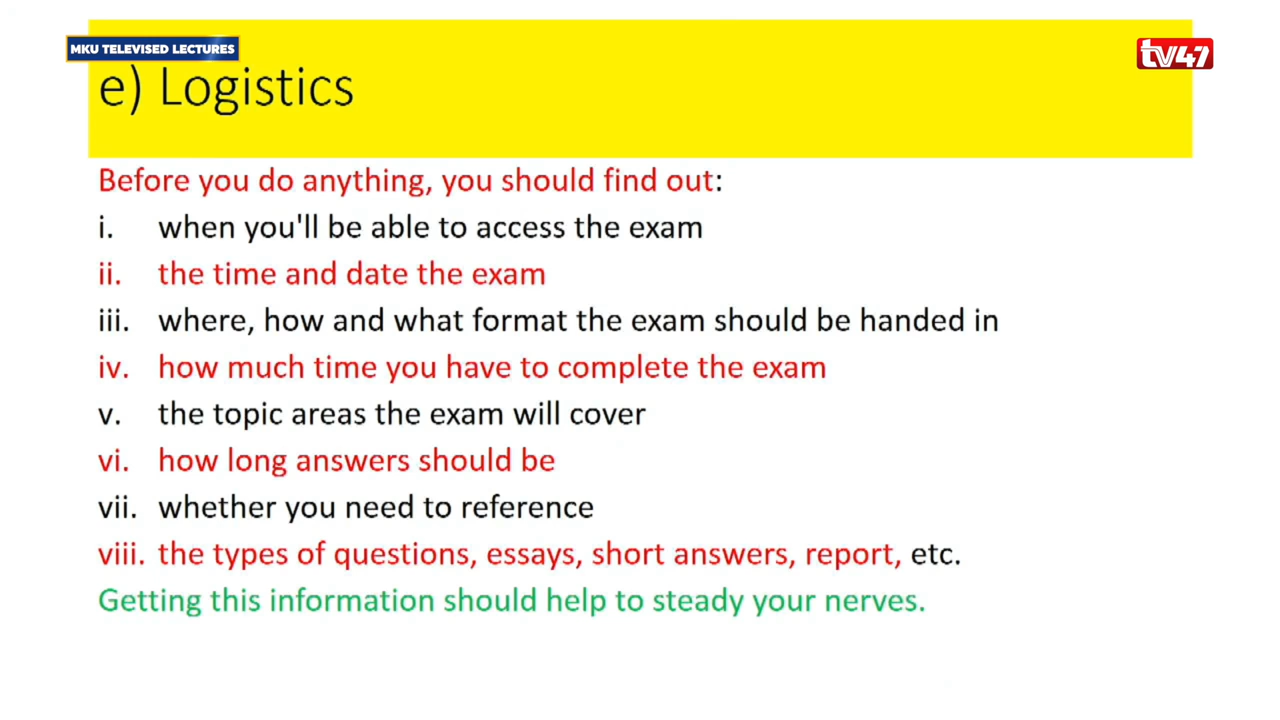 MKU TELEVISED LECTURES
tv47
e) Logistics
Before you do anything, you should find out:
i. when you'll be able to access the exam
ii. the time and date the exam
iii. where, how and what format the exam should be handed in
iv. how much time you have to complete the exam
v. the topic areas the exam will cover
vi. how long answers should be
vii. whether you need to reference
viii. the types of questions, essays, short answers, report, etc.
Getting this information should help to steady your nerves.